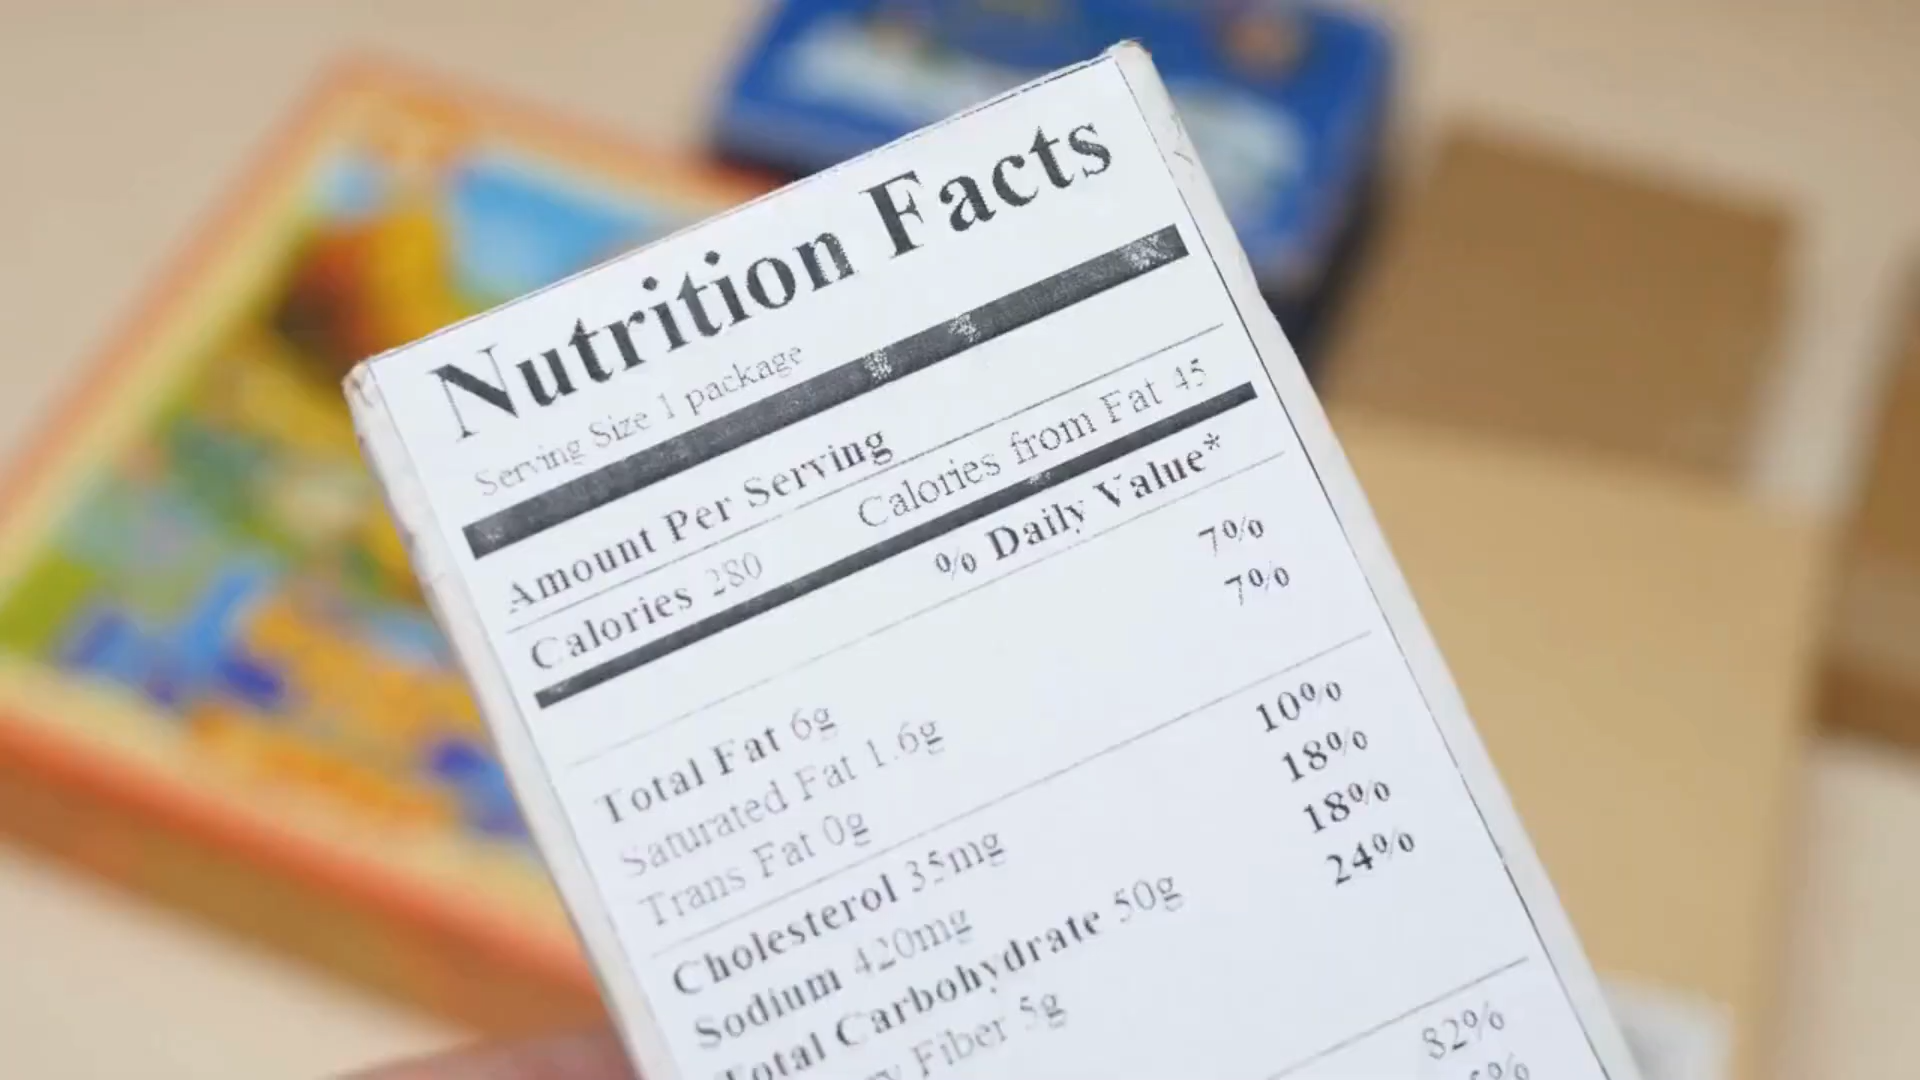 Nutrition Facts
Serving Size 1 package
Amount Per Serving
Calories 280 Calories from Fat 45
% Daily Value*
Total Fat 6g 7%
Saturated Fat 1.6g 7%
Trans Fat 0g
Cholesterol 35mg 10%
Sodium 420mg 18%
Total Carbohydrate 50g 18%
Fiber 5g 24%
82%